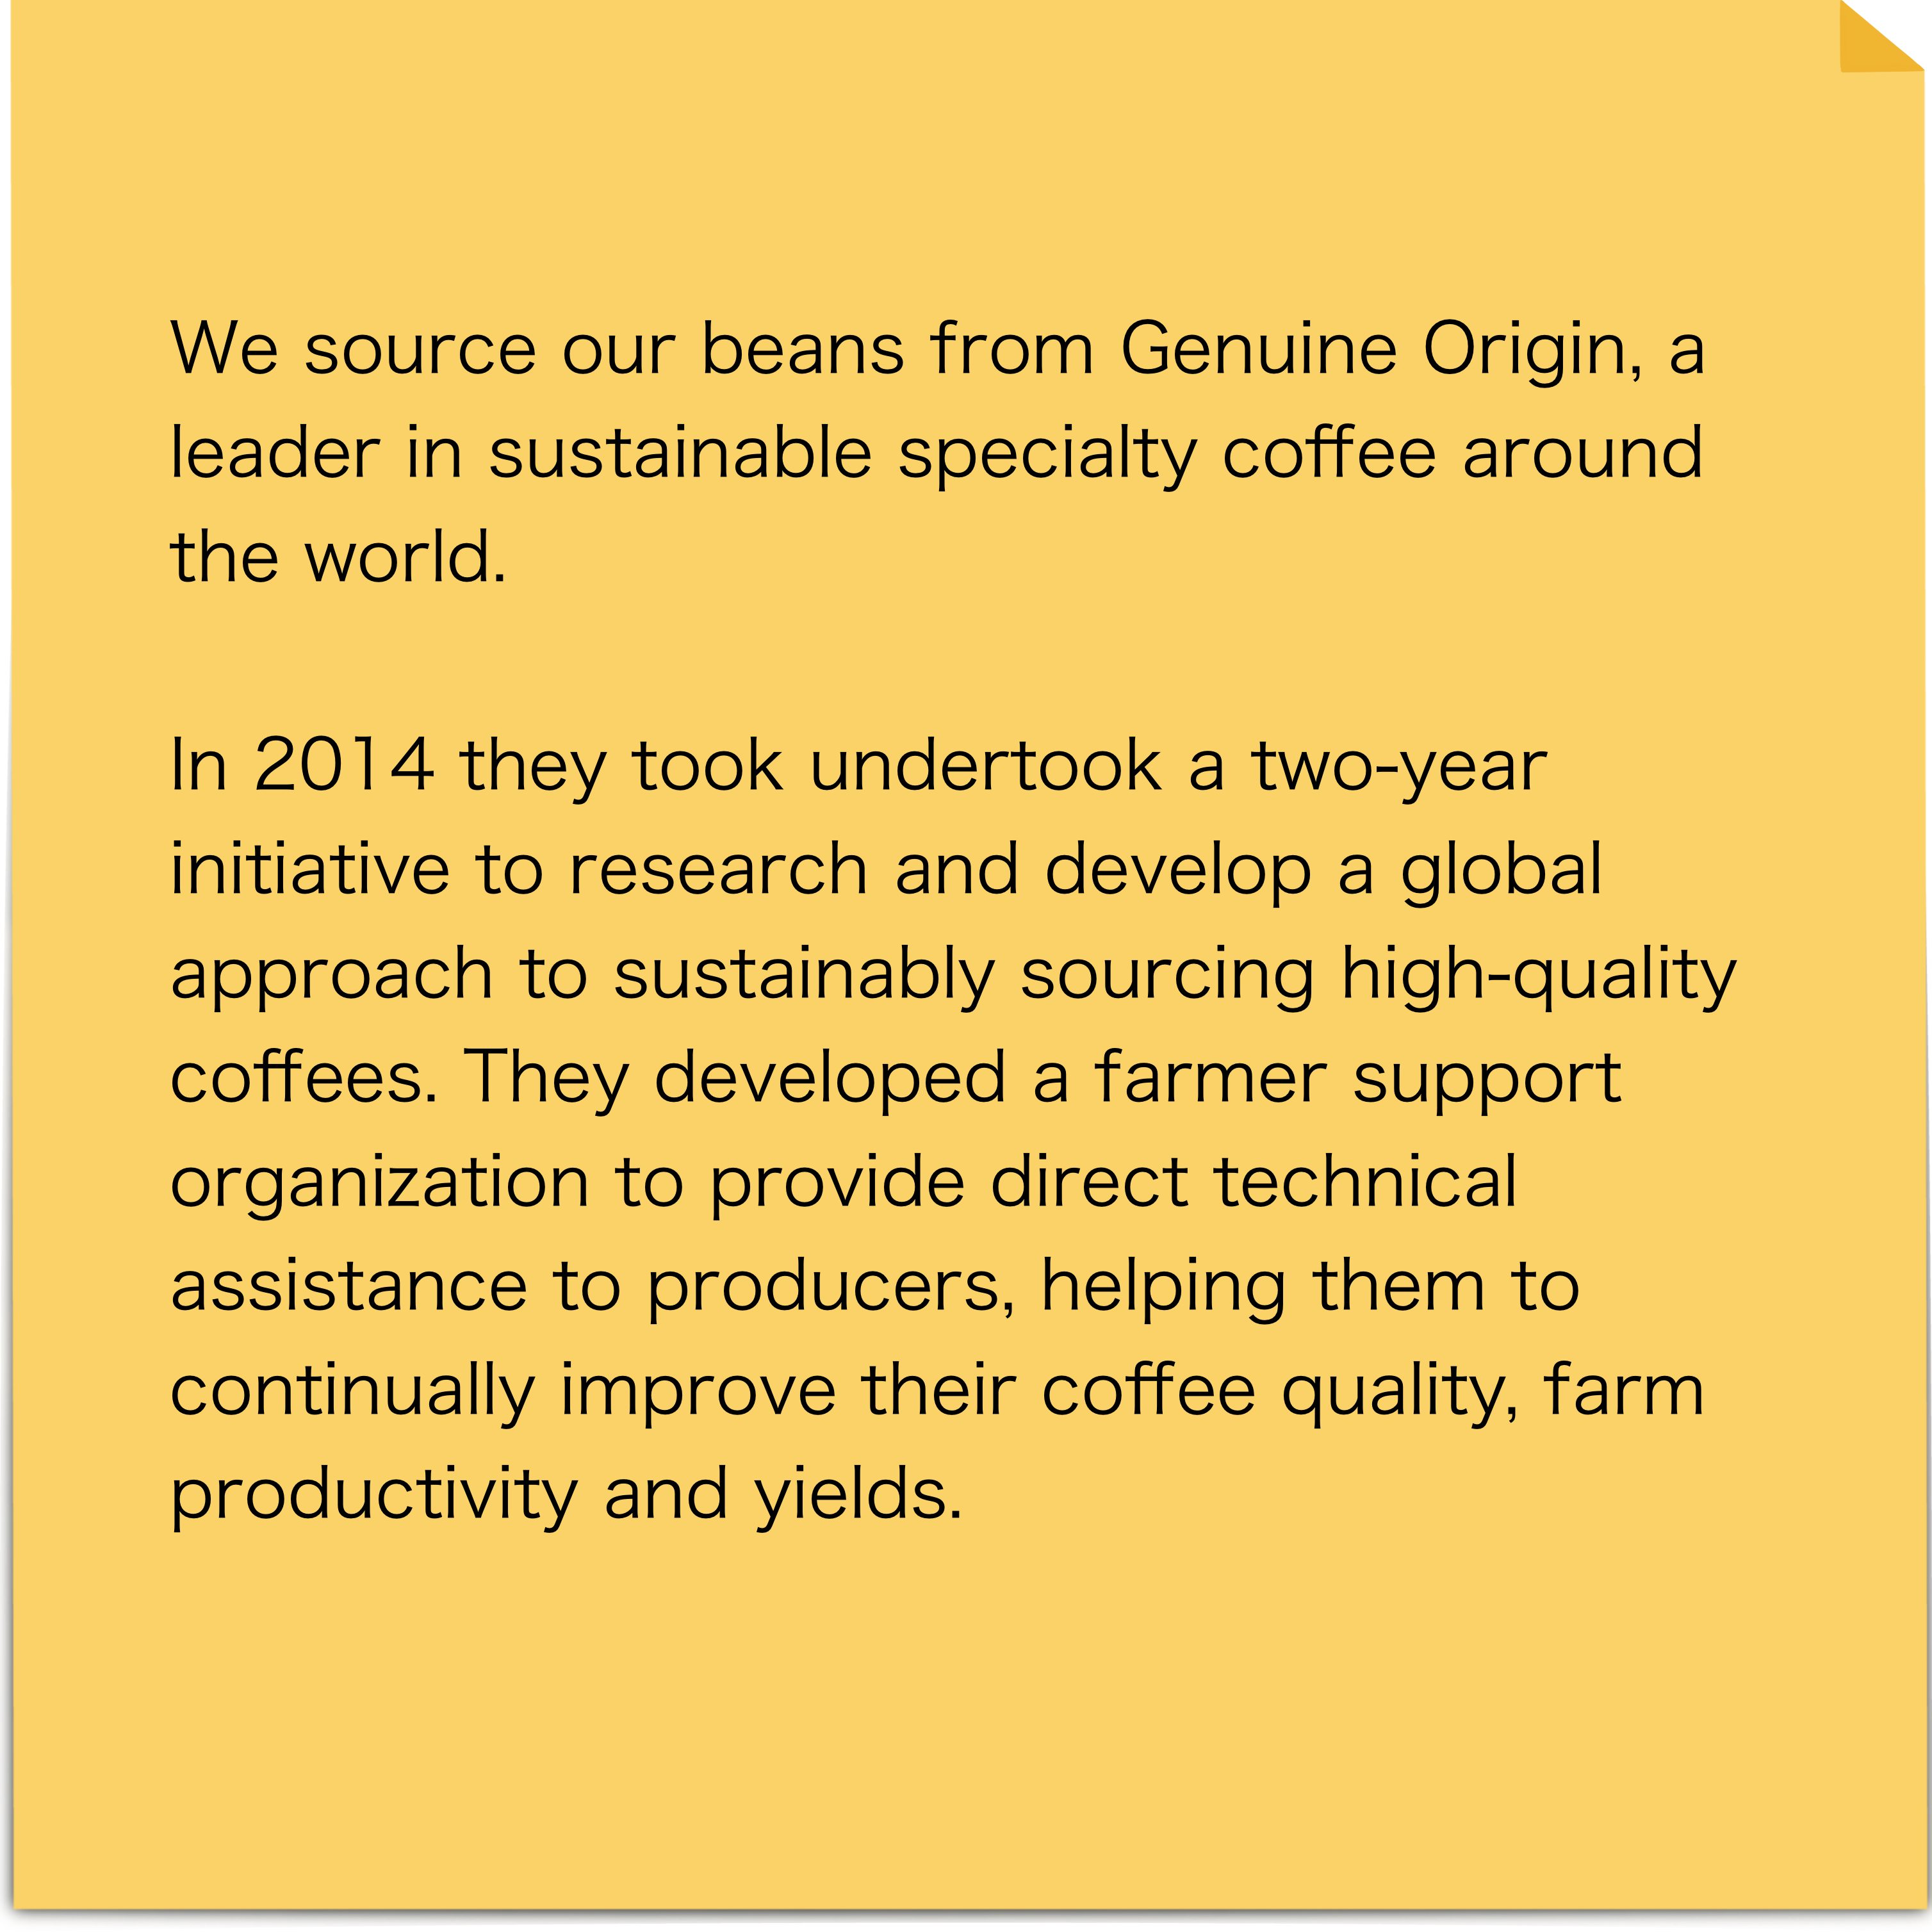 We source our beans from Genuine Origin, a
leader in sustainable specialty coffee around
the world.
In 2014 they took undertook a two-year
initiative to research and develop a global
approach to sustainably sourcing high-quality
coffees. They developed a farmer support
organization to provide direct technical
assistance to producers, helping them to
continually improve their coffee quality, farm
productivity and yields.